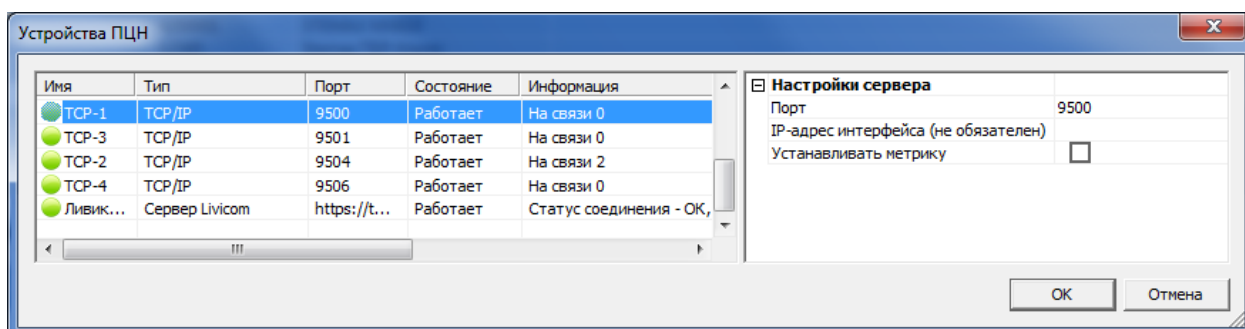 Устройства ПЦН
Имя Тип Порт Состояние Информация
TCP-1 TCP/IP 9500 Работает На связи 0
TCP-3 TCP/IP 9501 Работает На связи 0
TCP-2 TCP/IP 9504 Работает На связи 2
TCP-4 TCP/IP 9506 Работает На связи 0
Ливик... Сервер Livicom https://t... Работает Статус соединения - ОК,
Настройки сервера
Порт 9500
IP-адрес интерфейса (не обязателен)
Устанавливать метрику
OK Отмена